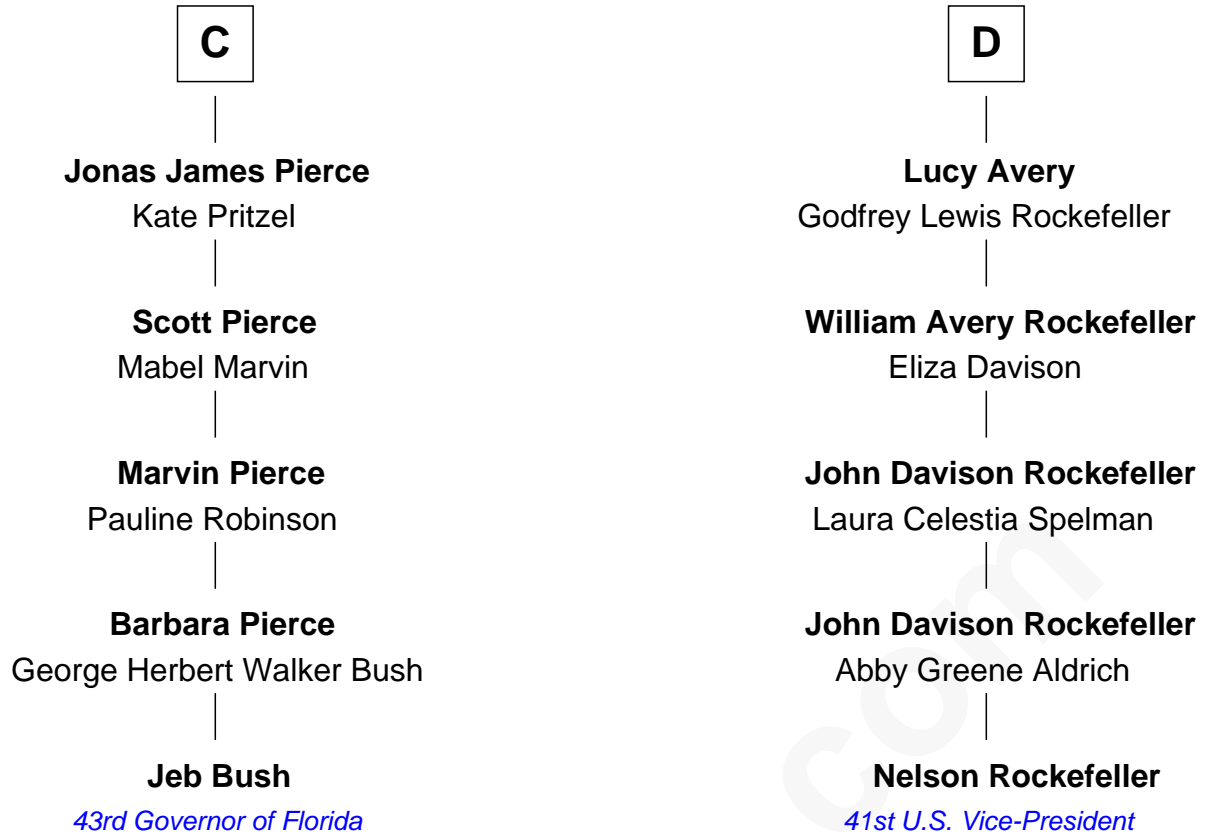 C
Jonas James Pierce
Kate Pritzel
Scott Pierce
Mabel Marvin
Marvin Pierce
Pauline Robinson
Barbara Pierce
George Herbert Walker Bush
Jeb Bush
43rd Governor of Florida
D
Lucy Avery
Godfrey Lewis Rockefeller
William Avery Rockefeller
Eliza Davison
John Davison Rockefeller
Laura Celestia Spelman
John Davison Rockefeller
Abby Greene Aldrich
Nelson Rockefeller
41st U.S. Vice-President
com